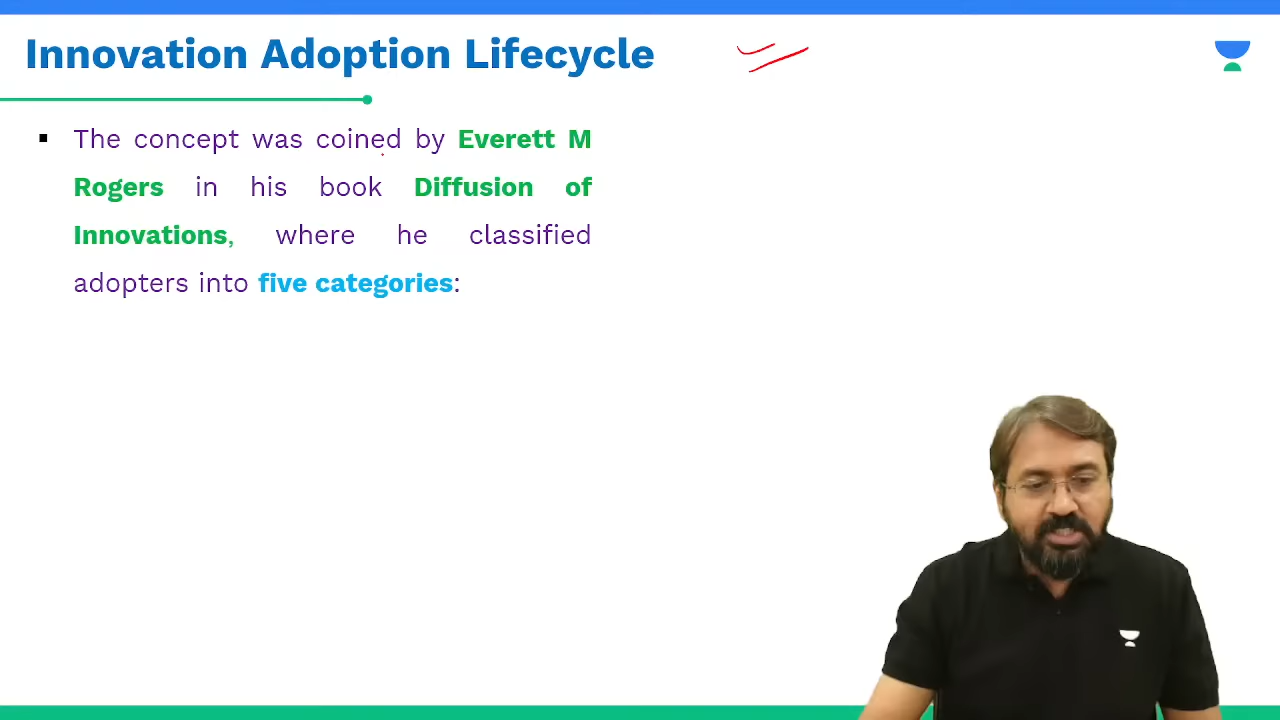 Innovation Adoption Lifecycle
The concept was coined by Everett M
Rogers in his book Diffusion of
Innovations, where he classified
adopters into five categories: